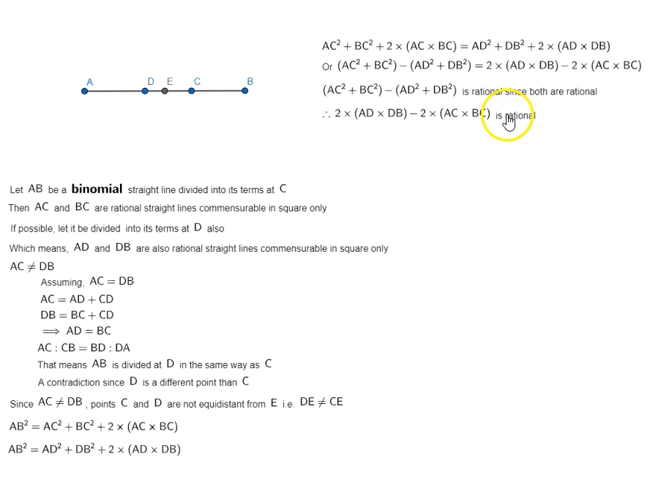 A D E C B
AC² + BC² + 2 × (AC × BC) = AD² + DB² + 2 × (AD × DB)
Or (AC² + BC²) − (AD² + DB²) = 2 × (AD × DB) − 2 × (AC × BC)
(AC² + BC²) − (AD² + DB²) is rational since both are rational
∴ 2 × (AD × DB) − 2 × (AC × BC) is rational
Let AB be a binomial straight line divided into its terms at C
Then AC and BC are rational straight lines commensurable in square only
If possible, let it be divided into its terms at D also
Which means, AD and DB are also rational straight lines commensurable in square only
AC ≠ DB
Assuming, AC = DB
AC = AD + CD
DB = BC + CD
⟹ AD = BC
AC : CB = BD : DA
That means AB is divided at D in the same way as C
A contradiction since D is a different point than C
Since AC ≠ DB , points C and D are not equidistant from E i.e. DE ≠ CE
AB² = AC² + BC² + 2 × (AC × BC)
AB² = AD² + DB² + 2 × (AD × DB)